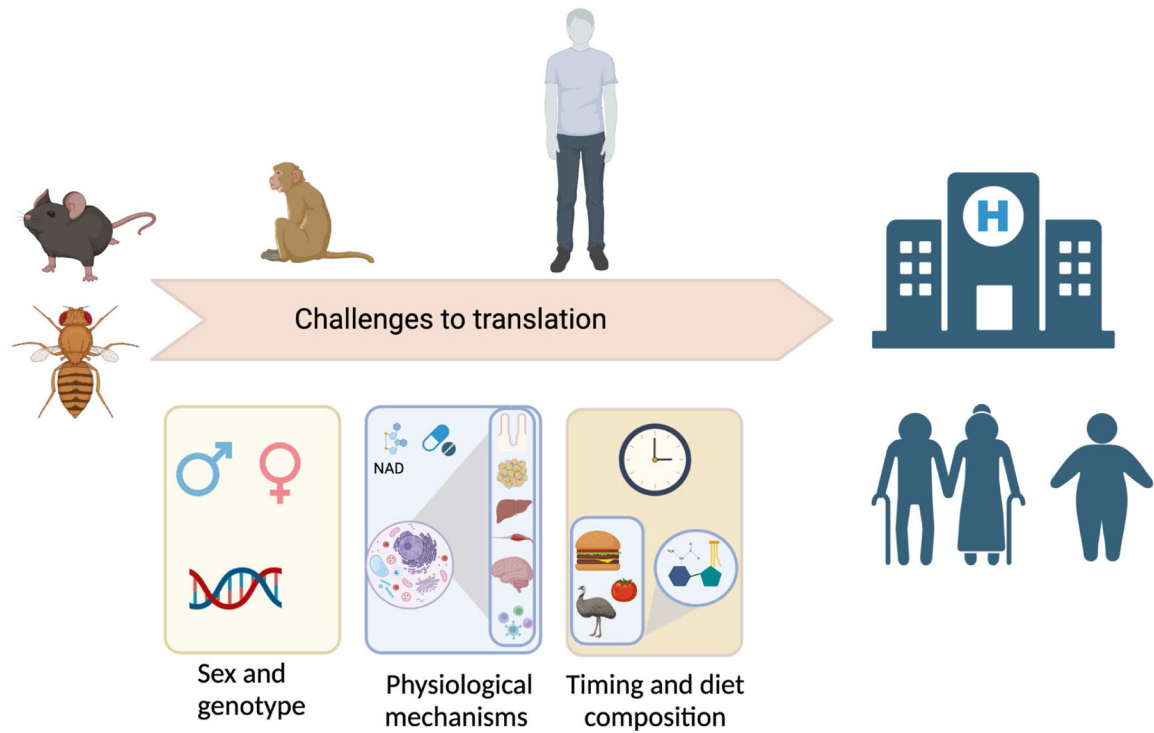 H
Challenges to translation
NAD
Sex and
genotype
Physiological
mechanisms
Timing and diet
composition